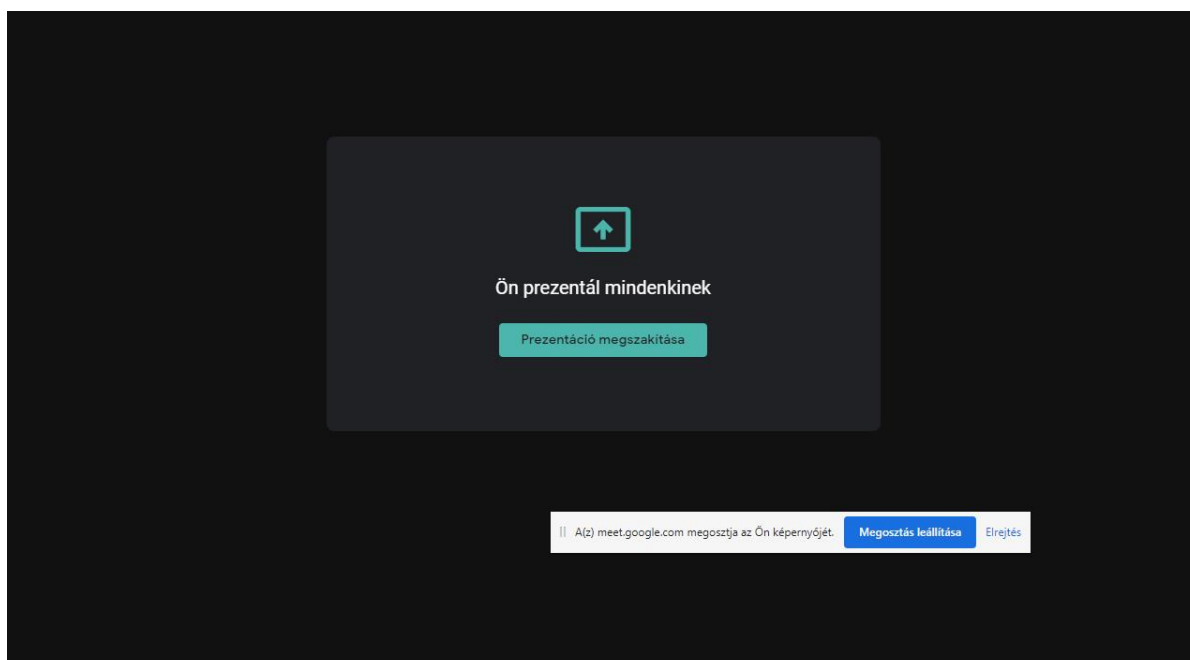 Ön prezentál mindenkinek
Prezentáció megszakítása
A(z) meet.google.com megosztja az Ön képernyőjét. Megosztás leállítása Elrejtés